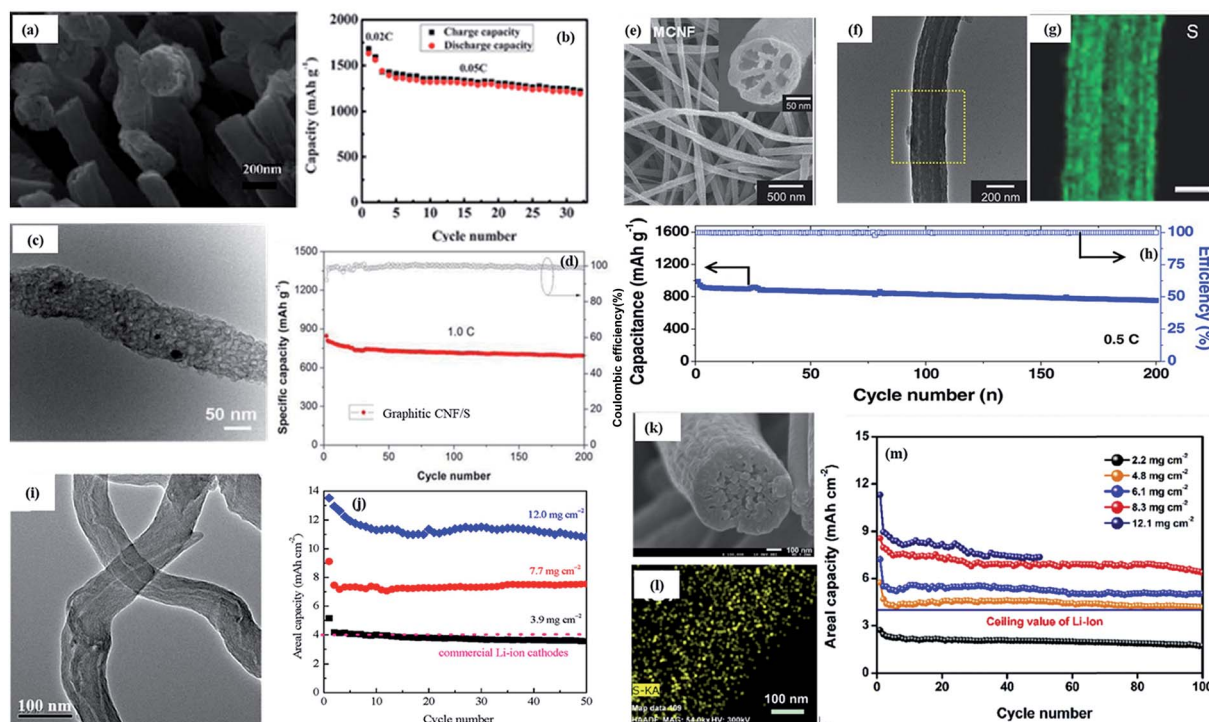 (a)
200nm
(b)
0.02C
Charge capacity
Discharge capacity
0.05C
Capacity (mAh g⁻¹)
2000
1500
1000
500
0
0 5 10 15 20 25 30
Cycle number
(c)
50 nm
(d)
1.0 C
Graphitic CNF/S
Specific capacity (mAh g⁻¹)
1500
1200
900
600
300
0
100
80
60
40
20
0
Coulombic efficiency(%)
0 50 100 150 200
Cycle number
(e)
MCNF
50 nm
500 nm
(f)
200 nm
(g)
S
(h)
Capacitance (mAh g⁻¹)
1600
1200
800
400
0
100
75
50
25
0
Efficiency (%)
0.5 C
0 50 100 150 200
Cycle number (n)
(i)
100 nm
(j)
12.0 mg cm⁻²
7.7 mg cm⁻²
3.9 mg cm⁻²
commercial Li-ion cathodes
Areal capacity (mAh cm⁻²)
14
12
10
8
6
4
2
0
0 10 20 30 40 50
Cycle number
(k)
100 nm
(l)
S-KA
100 nm
(m)
2.2 mg cm⁻²
4.8 mg cm⁻²
6.1 mg cm⁻²
8.3 mg cm⁻²
12.1 mg cm⁻²
Ceiling value of Li-Ion
Areal capacity (mAh cm⁻²)
15
12
9
6
3
0
0 20 40 60 80 100
Cycle number